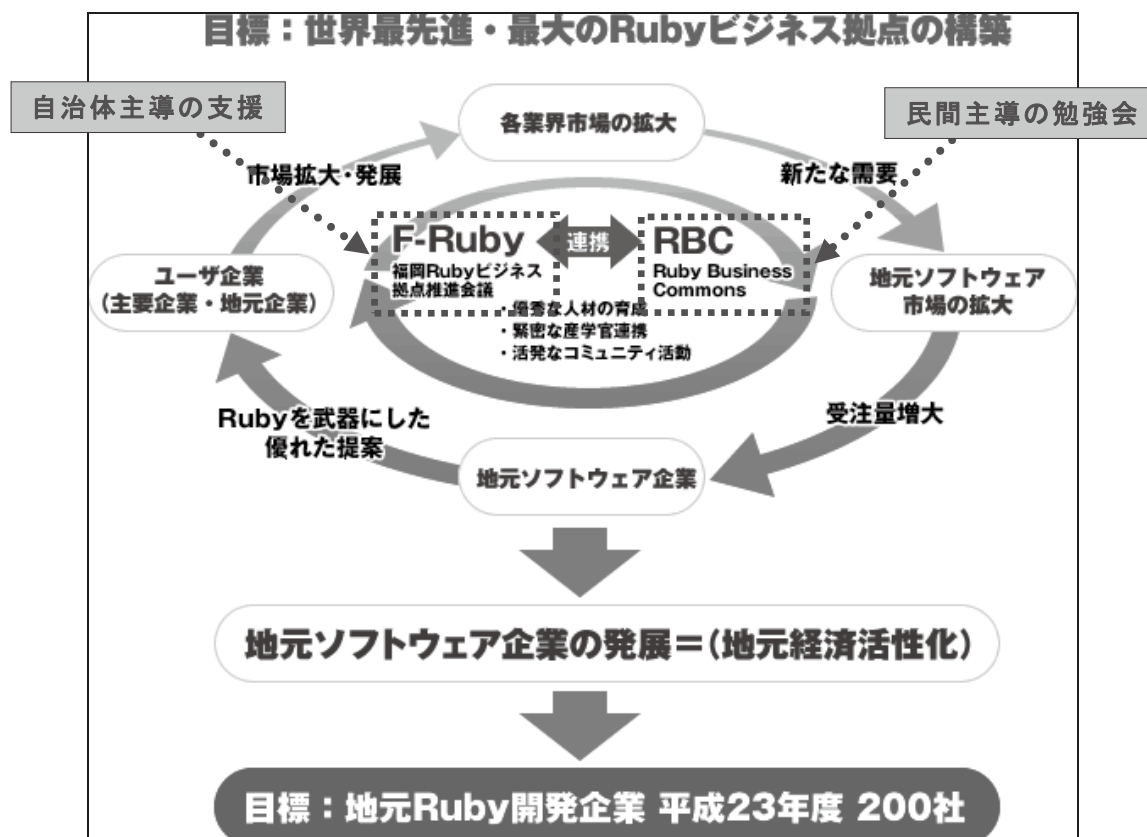 目標：世界最先進・最大のRubyビジネス拠点の構築
自治体主導の支援
各業界市場の拡大
民間主導の勉強会
市場拡大・発展
新たな需要
F-Ruby
福岡Rubyビジネス
拠点推進会議
連携
RBC
Ruby Business
Commons
ユーザ企業
（主要企業・地元企業）
地元ソフトウェア
市場の拡大
・優秀な人材の育成
・緊密な産学官連携
・活発なコミュニティ活動
Rubyを武器にした
優れた提案
受注量増大
地元ソフトウェア企業
地元ソフトウェア企業の発展＝（地元経済活性化）
目標：地元Ruby開発企業 平成23年度 200社